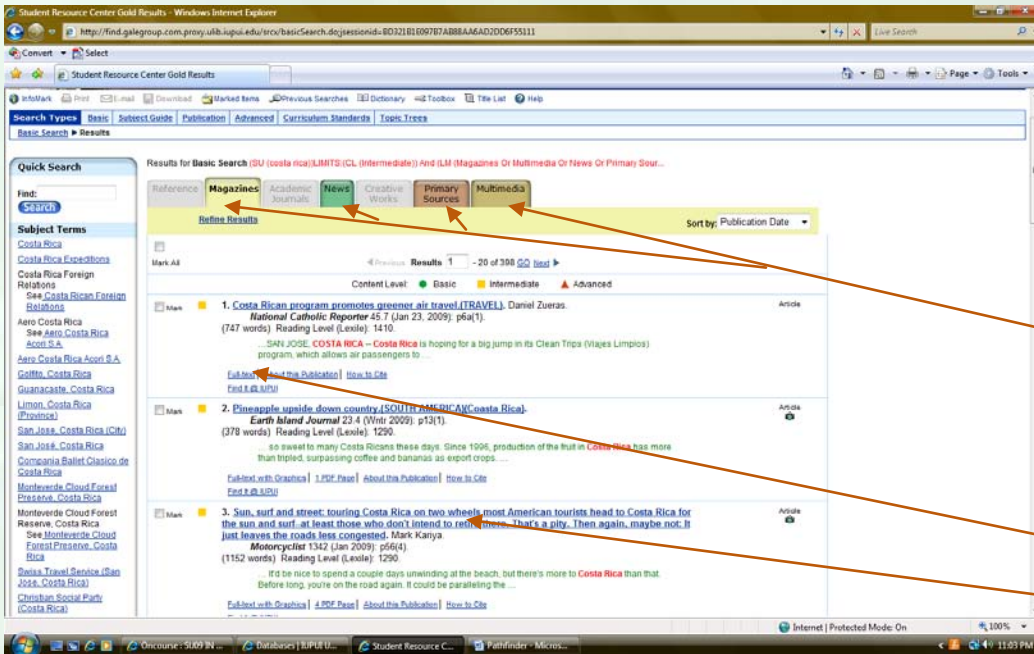 Student Resource Center Gold Results - Windows Internet Explorer
http://find.galegroup.com.proxy.ulib.iupui.edu/srcx/basicSearch.do;jsessionid=
Live Search
Convert Select
Student Resource Center Gold Results
Page Tools
InfoMark Print E-mail Download Marked Items Previous Searches Dictionary Toolbox Title List Help
Search Types Basic Subject Guide Publication Advanced Curriculum Standards Topic Trees
Basic Search Results
Results for Basic Search (SU (costa rica))LIMITS:(CL (Intermediate)) And (LM (Magazines Or Multimedia Or News Or Primary Sour...
Quick Search
Find:
Search
Reference Magazines Academic Journals News Creative Works Primary Sources Multimedia
Refine Results
Sort by: Publication Date
Mark All
Previous Results 1 - 20 of 398 GO Next
Content Level: Basic Intermediate Advanced
Subject Terms
Costa Rica
Costa Rica Expeditions
Costa Rica Foreign
Relations
See Costa Rican Foreign
Relations
Aero Costa Rica
See Aero Costa Rica
Acori S.A.
Aero Costa Rica Acori S.A.
Golfito, Costa Rica
Guanacaste, Costa Rica
Limon, Costa Rica
(Province)
San Jose, Costa Rica (City)
San José, Costa Rica
Compania Ballet Clasico de
Costa Rica
Monteverde Cloud Forest
Preserve, Costa Rica
Monteverde Cloud Forest
Reserve, Costa Rica
See Monteverde Cloud
Forest Preserve, Costa
Rica
Swiss Travel Service (San
Jose, Costa Rica)
Christian Social Party
(Costa Rica)
Mark 1. Costa Rican program promotes greener air travel.(TRAVEL). Daniel Zueras. Article
National Catholic Reporter 45.7 (Jan 23, 2009): p6a(1).
(747 words) Reading Level (Lexile): 1410.
...SAN JOSE, COSTA RICA -- Costa Rica is hoping for a big jump in its Clean Trips (Viajes Limpios)
program, which allows air passengers to ...
Full-text About this Publication How to Cite
Find It @ IUPUI
Mark 2. Pineapple upside down country.(SOUTH AMERICA)(Coasta Rica). Article
Earth Island Journal 23.4 (Wntr 2009): p13(1).
(378 words) Reading Level (Lexile): 1290.
so sweet to many Costa Ricans these days. Since 1996, production of the fruit in Costa Rica has more
than tripled, surpassing coffee and bananas as export crops. ...
Full-text with Graphics 1 PDF Page About this Publication How to Cite
Find It @ IUPUI
Mark 3. Sun, surf and street: touring Costa Rica on two wheels most American tourists head to Costa Rica for Article
the sun and surf--at least those who don't intend to retire there. That's a pity. Then again, maybe not: It
just leaves the roads less congested. Mark Kariya.
Motorcyclist 1342 (Jan 2009): p56(4).
(1152 words) Reading Level (Lexile): 1290.
... It'd be nice to spend a couple days unwinding at the beach, but there's more to Costa Rica than that.
Before long, you're on the road again. It could be paralleling the ...
Full-text with Graphics 4 PDF Page About this Publication How to Cite
Internet | Protected Mode: On 100%
Oncourse : SU09 IN ... Databases | IUPUI U... Student Resource C... Pathfinder - Micros... 11:03 PM